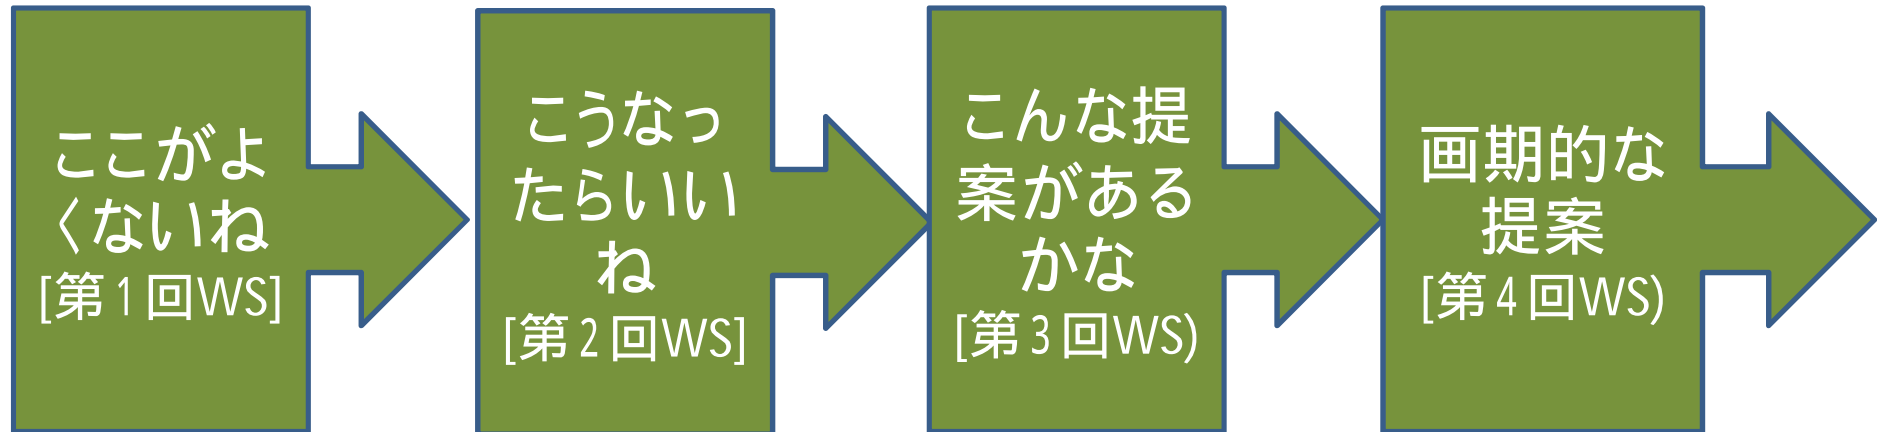 ここがよ
くないね
[第1回WS]
こうなっ
たらいい
ね
[第2回WS]
こんな提
案がある
かな
[第3回WS)
画期的な
提案
[第4回WS)